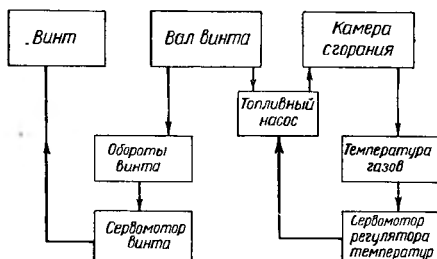 Винт
Вал винта
Камера
сгорания
Топливный
насос
Обороты
винта
Температура
газов
Сервомотор
винта
Сервомотор
регулятора
температур